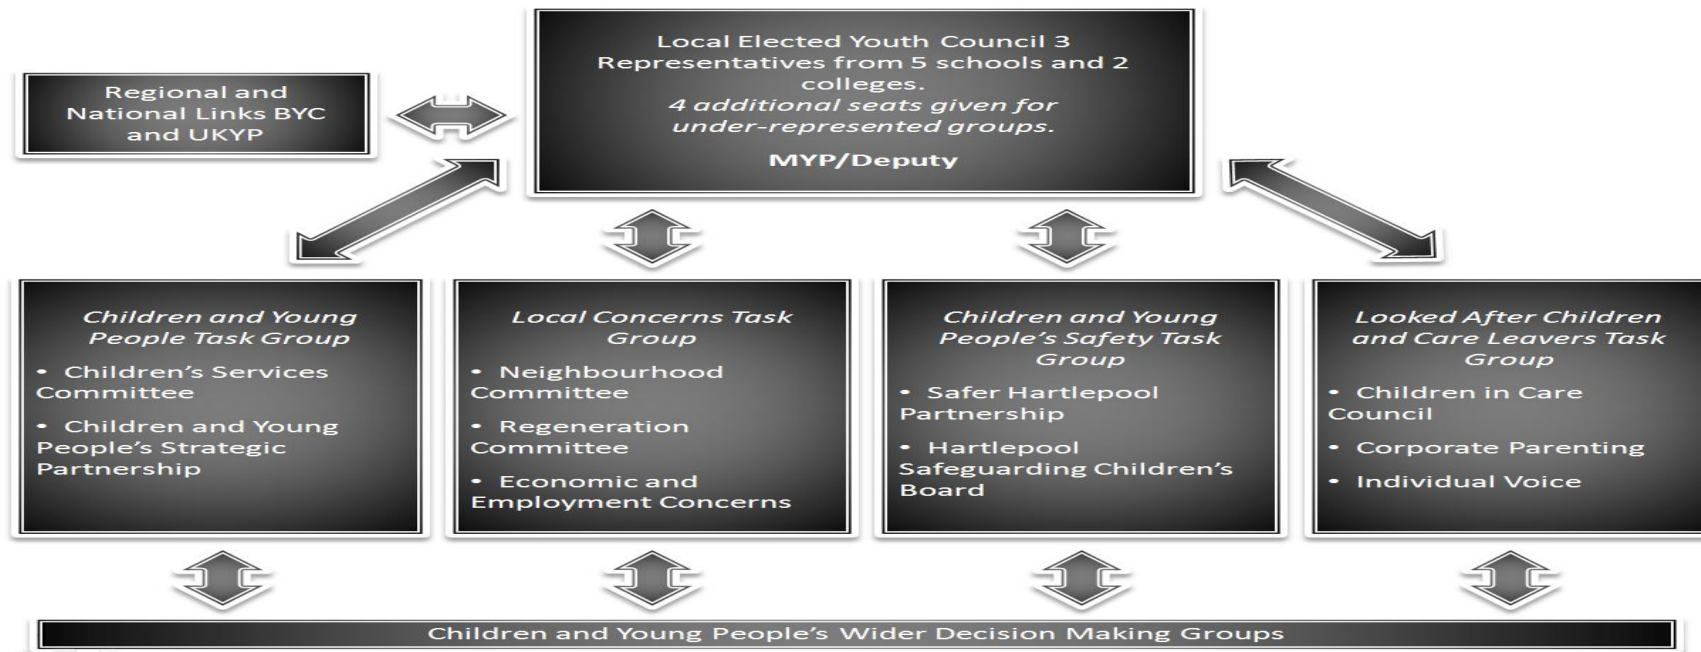 Local Elected Youth Council 3
Representatives from 5 schools and 2
colleges.
4 additional seats given for
under-represented groups.
MYP/Deputy
Regional and
National Links BYC
and UKYP
Children and Young
People Task Group
• Children’s Services
Committee
• Children and Young
People’s Strategic
Partnership
Local Concerns Task
Group
• Neighbourhood
Committee
• Regeneration
Committee
• Economic and
Employment Concerns
Children and Young
People’s Safety Task
Group
• Safer Hartlepool
Partnership
• Hartlepool
Safeguarding Children’s
Board
Looked After Children
and Care Leavers Task
Group
• Children in Care
Council
• Corporate Parenting
• Individual Voice
Children and Young People’s Wider Decision Making Groups